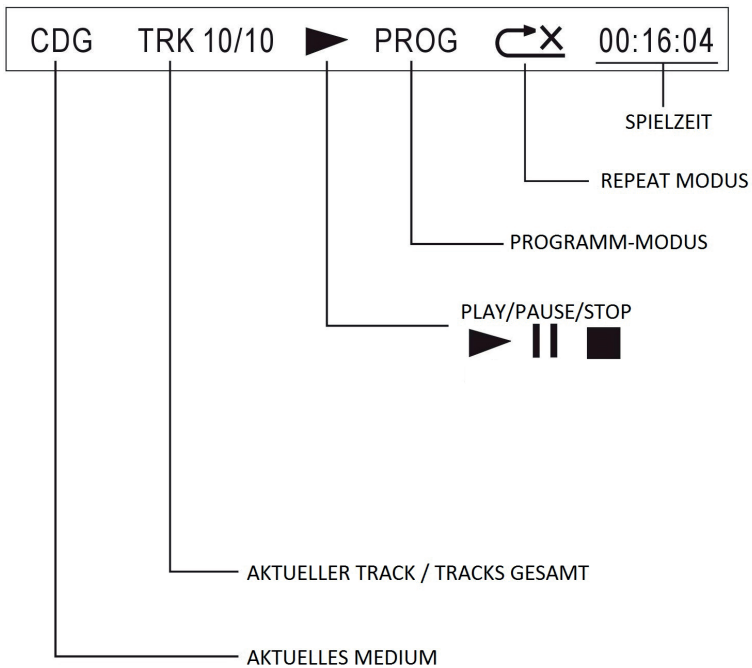 CDG TRK 10/10 PROG 00:16:04
SPIELZEIT
REPEAT MODUS
PROGRAMM-MODUS
PLAY/PAUSE/STOP
AKTUELLER TRACK / TRACKS GESAMT
AKTUELLES MEDIUM